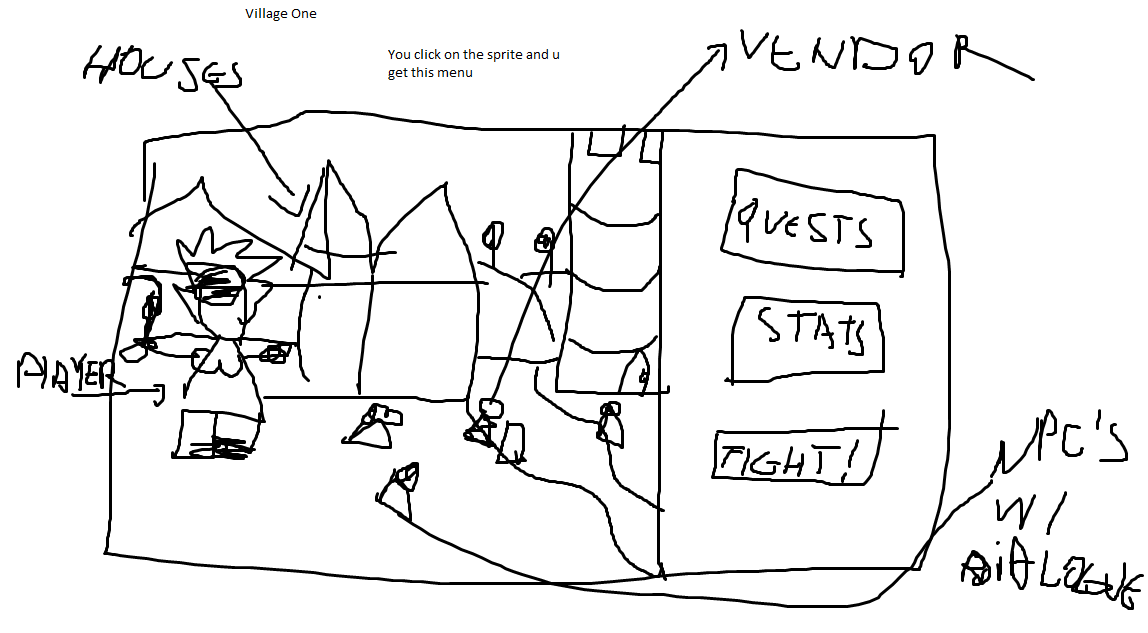 Village One
HOUSES
You click on the sprite and u
get this menu
VENDOR
QUESTS
STATS
PLAYER
FIGHT!
NPC'S
W/
DIALOGUE